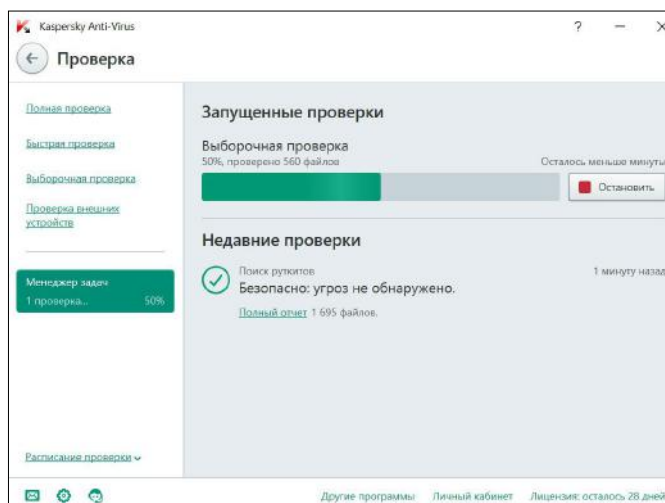 Kaspersky Anti-Virus
Проверка
Полная проверка
Быстрая проверка
Выборочная проверка
Проверка внешних
устройств
Менеджер задач
1 проверка... 50%
Расписание проверки
Запущенные проверки
Выборочная проверка
50%, проверено 560 файлов Осталось меньше минуты
Остановить
Недавние проверки
Поиск руткитов 1 минуту назад
Безопасно: угроз не обнаружено.
Полный отчет 1 695 файлов.
Другие программы Личный кабинет Лицензия: осталось 28 дней